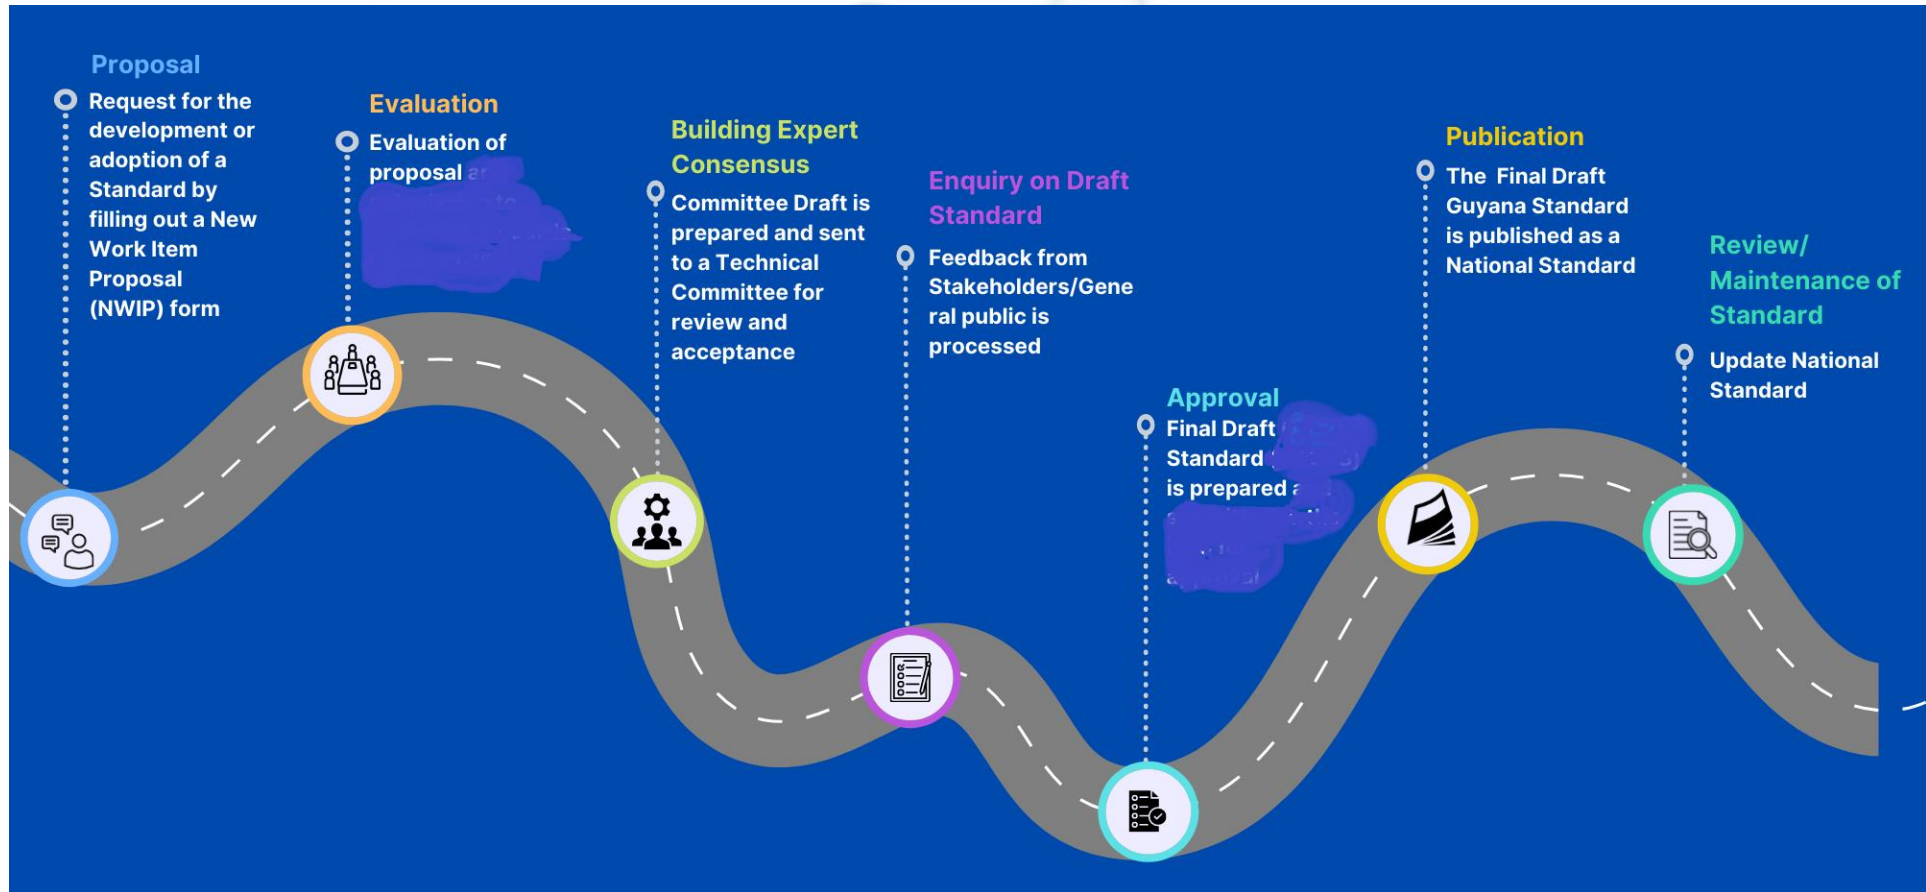 Proposal
Request for the
development or
adoption of a
Standard by
filling out a New
Work Item
Proposal
(NWIP) form
Evaluation
Evaluation of
proposal
Building Expert
Consensus
Committee Draft is
prepared and sent
to a Technical
Committee for
review and
acceptance
Enquiry on Draft
Standard
Feedback from
Stakeholders/Gene
ral public is
processed
Approval
Final Draft
Standard
is prepared
Publication
The Final Draft
Guyana Standard
is published as a
National Standard
Review/
Maintenance of
Standard
Update National
Standard